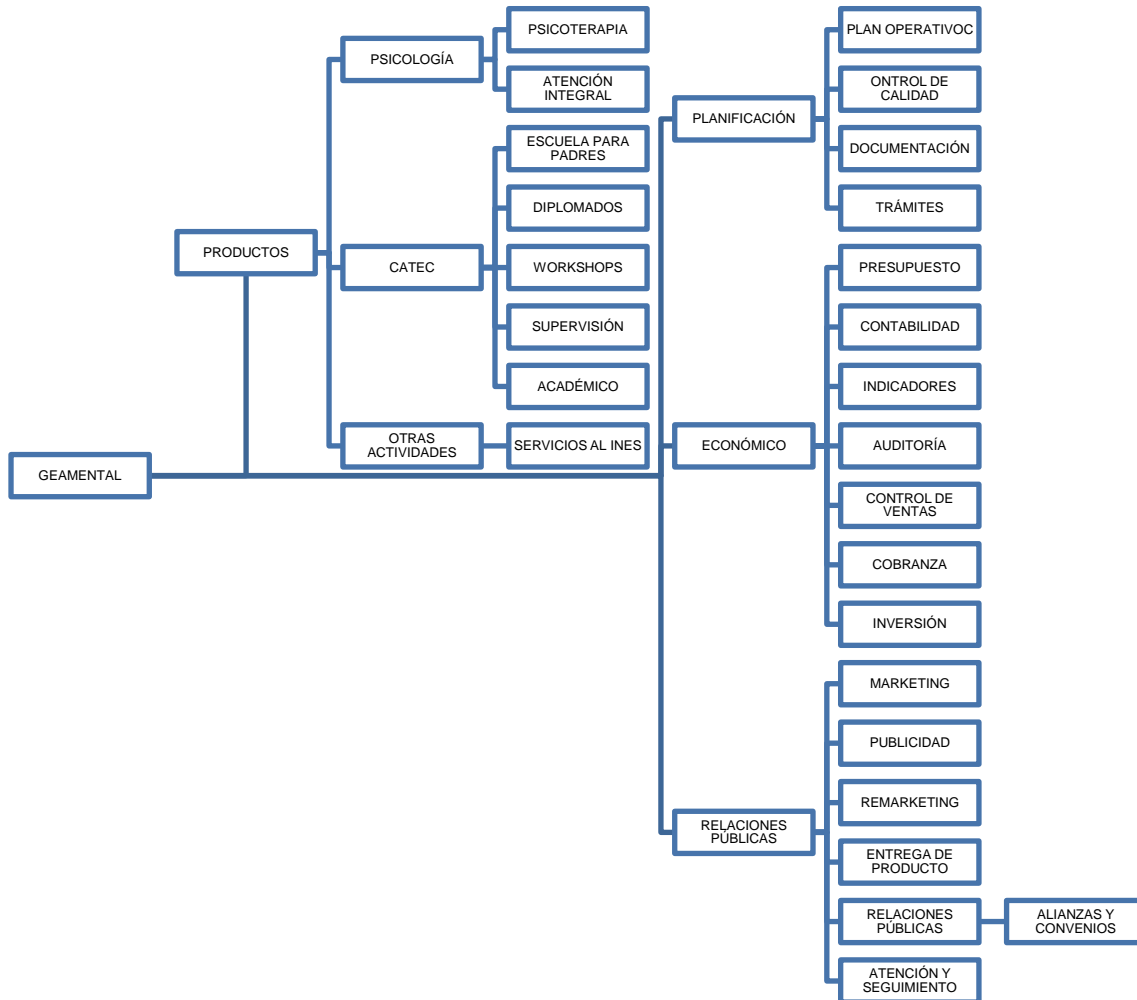 GEAMENTAL
PRODUCTOS
PSICOLOGÍA
PSICOTERAPIA
ATENCIÓN
INTEGRAL
CATEC
ESCUELA PARA
PADRES
DIPLOMADOS
WORKSHOPS
SUPERVISIÓN
ACADÉMICO
OTRAS
ACTIVIDADES
SERVICIOS AL INES
PLANIFICACIÓN
PLAN OPERATIVOC
ONTROL DE
CALIDAD
DOCUMENTACIÓN
TRÁMITES
ECONÓMICO
PRESUPUESTO
CONTABILIDAD
INDICADORES
AUDITORÍA
CONTROL DE
VENTAS
COBRANZA
INVERSIÓN
RELACIONES
PÚBLICAS
MARKETING
PUBLICIDAD
REMARKETING
ENTREGA DE
PRODUCTO
RELACIONES
PÚBLICAS
ALIANZAS Y
CONVENIOS
ATENCIÓN Y
SEGUIMIENTO